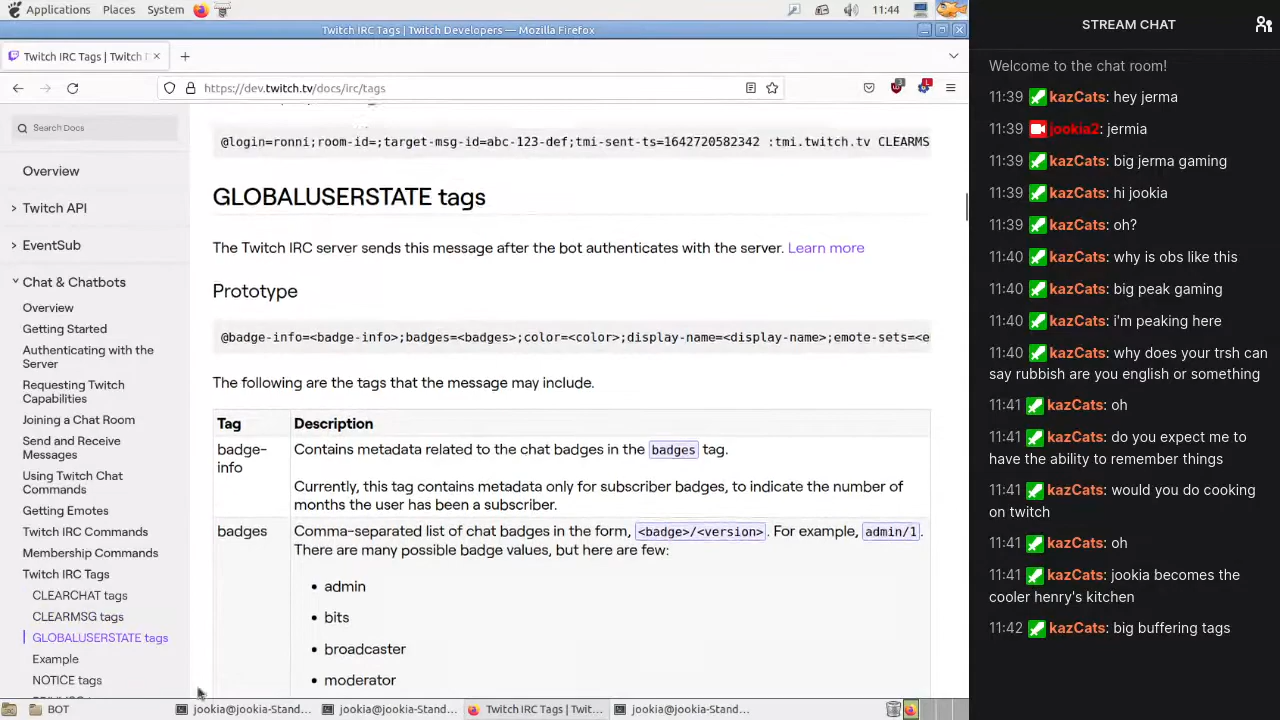 Applications Places System 11:44
Twitch IRC Tags | Twitch Developers — Mozilla Firefox
Twitch IRC Tags | Twitch
https://dev.twitch.tv/docs/irc/tags
Search Docs
Overview
Twitch API
EventSub
Chat & Chatbots
Overview
Getting Started
Authenticating with the
Server
Requesting Twitch
Capabilities
Joining a Chat Room
Send and Receive
Messages
Using Twitch Chat
Commands
Getting Emotes
Twitch IRC Commands
Membership Commands
Twitch IRC Tags
CLEARCHAT tags
CLEARMSG tags
GLOBALUSERSTATE tags
Example
NOTICE tags
@login=ronni;room-id=;target-msg-id=abc-123-def;tmi-sent-ts=1642720582342 :tmi.twitch.tv CLEARMS
GLOBALUSERSTATE tags
The Twitch IRC server sends this message after the bot authenticates with the server. Learn more
Prototype
@badge-info=<badge-info>;badges=<badges>;color=<color>;display-name=<display-name>;emote-sets=<e
The following are the tags that the message may include.
Tag Description
badge-
info
Contains metadata related to the chat badges in the badges tag.
Currently, this tag contains metadata only for subscriber badges, to indicate the number of
months the user has been a subscriber.
badges
Comma-separated list of chat badges in the form, <badge>/<version>. For example, admin/1.
There are many possible badge values, but here are few:
• admin
• bits
• broadcaster
• moderator
BOT jookia@jookia-Stand... jookia@jookia-Stand... Twitch IRC Tags | Twit... jookia@jookia-Stand...
STREAM CHAT
Welcome to the chat room!
11:39 kazCats: hey jerma
11:39 jookia2: jermia
11:39 kazCats: big jerma gaming
11:39 kazCats: hi jookia
11:39 kazCats: oh?
11:40 kazCats: why is obs like this
11:40 kazCats: big peak gaming
11:40 kazCats: i'm peaking here
11:40 kazCats: why does your trsh can
say rubbish are you english or something
11:41 kazCats: oh
11:41 kazCats: do you expect me to
have the ability to remember things
11:41 kazCats: would you do cooking
on twitch
11:41 kazCats: oh
11:41 kazCats: jookia becomes the
cooler henry's kitchen
11:42 kazCats: big buffering tags